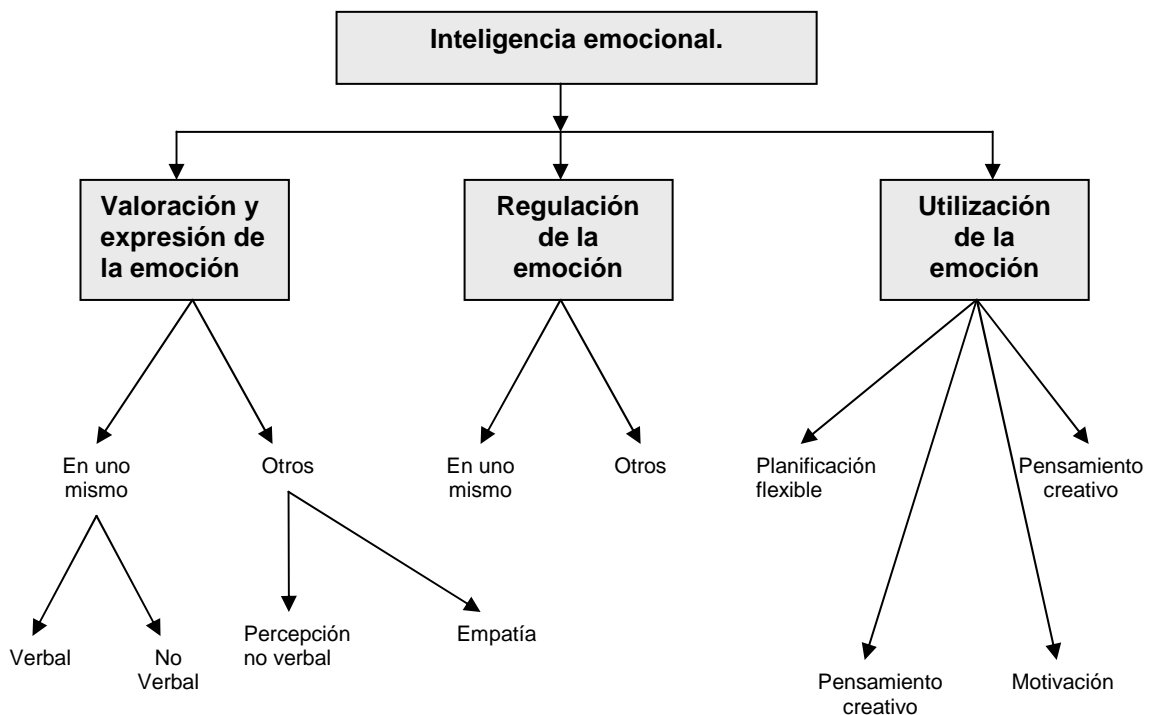 Inteligencia emocional.
Valoración y
expresión de
la emoción
Regulación
de la
emoción
Utilización
de la
emoción
En uno
mismo
Otros
En uno
mismo
Otros
Planificación
flexible
Pensamiento
creativo
Verbal
No
Verbal
Percepción
no verbal
Empatía
Pensamiento
creativo
Motivación